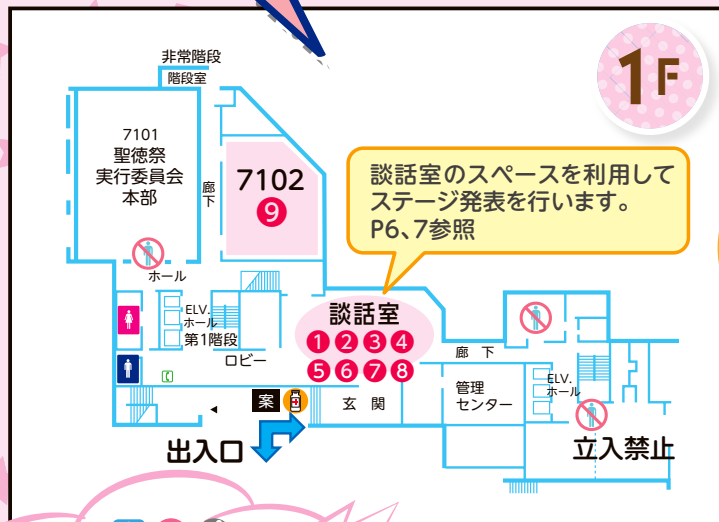 1F
非常階段
階段室
7101
聖徳祭
実行委員会
本部
廊下
7102
9
談話室のスペースを利用して
ステージ発表を行います。
P6、7参照
ホール
ELV.
ホール
第1階段
ロビー
談話室
1 2 3 4
5 6 7 8
廊 下
案
玄 関
管理
センター
ELV.
ホール
出入口
立入禁止